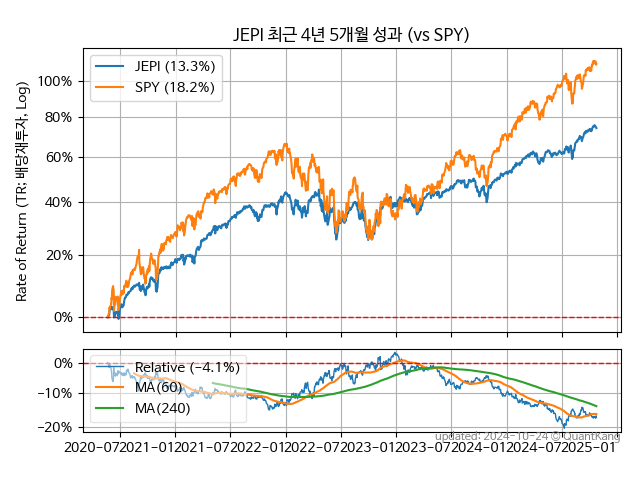 JEPI 최근 4년 5개월 성과 (vs SPY)
JEPI (13.3%)
SPY (18.2%)
100%
80%
60%
40%
20%
0%
Rate of Return (TR: 배당재투자, Log)
Relative (-4.1%)
MA(60)
MA(240)
0%
-10%
-20%
updated: 2024-10-24 © QuantKang
2020-07 2021-01 2021-07 2022-01 2022-07 2023-01 2023-07 2024-01 2024-07 2025-01